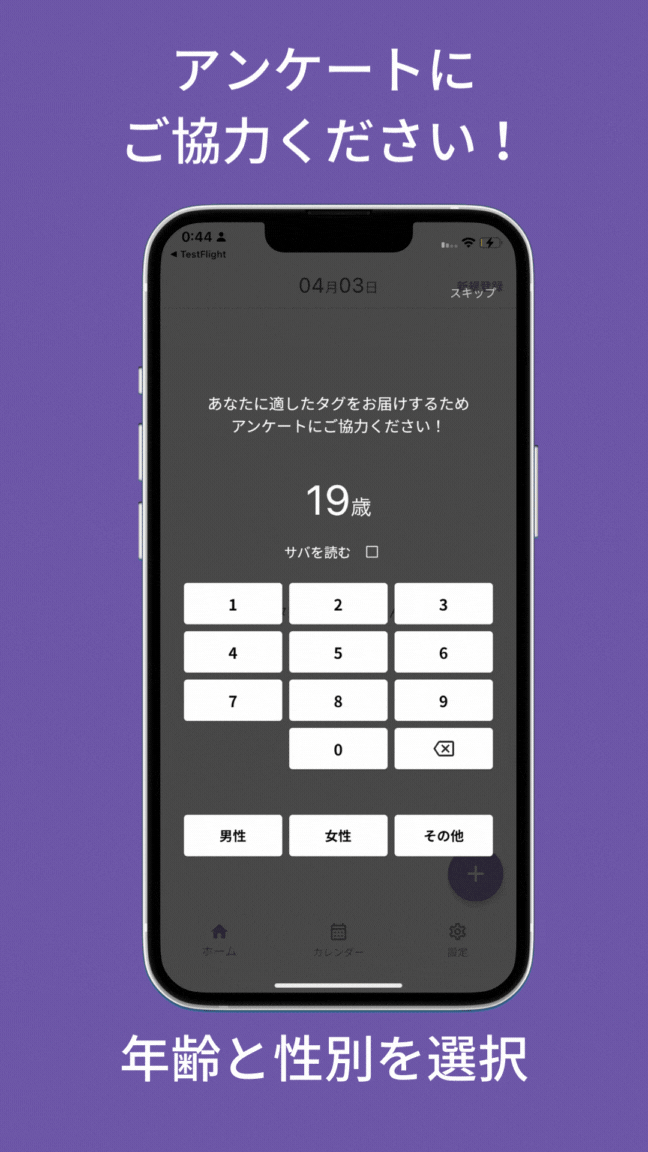 アンケートに
ご協力ください！
0:44
◀ TestFlight
04月03日
スキップ
あなたに適したタグをお届けするため
アンケートにご協力ください！
19歳
サバを読む
1 2 3
4 5 6
7 8 9
0
男性 女性 その他
+
ホーム カレンダー 設定
年齢と性別を選択